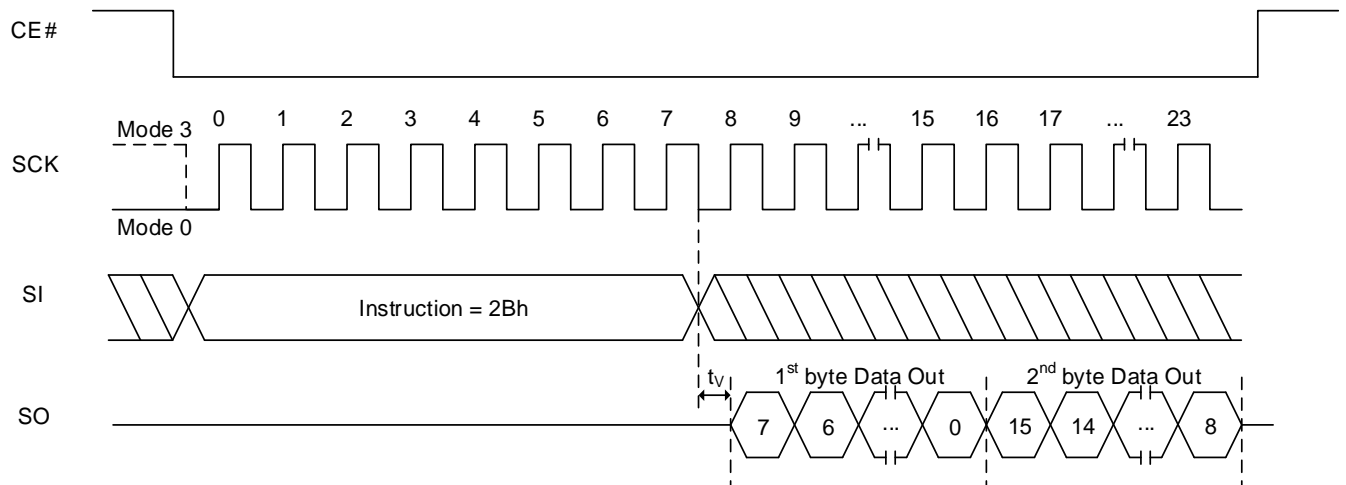 CE#
0 1 2 3 4 5 6 7 8 9 ... 15 16 17 ... 23
Mode 3
SCK
Mode 0
SI
Instruction = 2Bh
tV 1st byte Data Out 2nd byte Data Out
SO
7 6 ... 0 15 14 ... 8